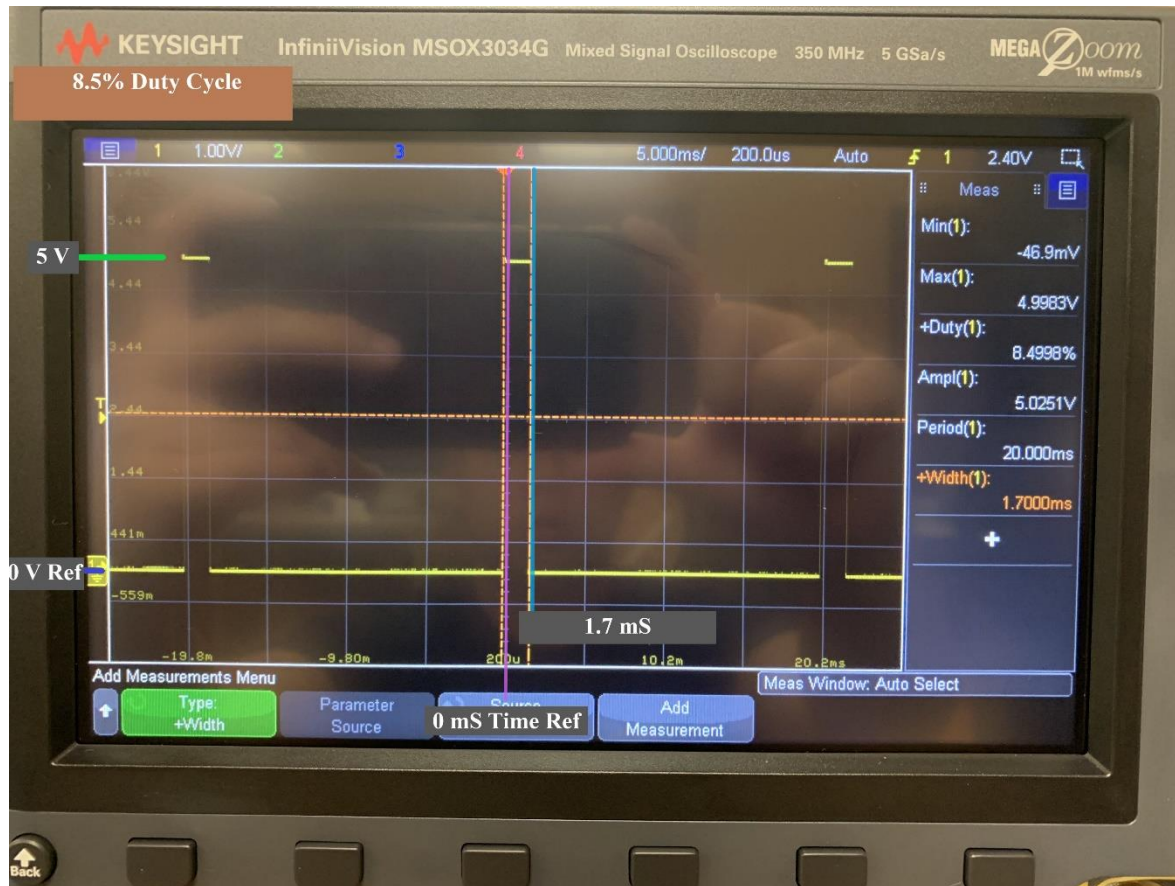 KEYSIGHT InfiniiVision MSOX3034G Mixed Signal Oscilloscope 350 MHz 5 GSa/s MEGA Zoom
1M wfms/s
8.5% Duty Cycle
1 1.00V/ 2 3 4 5.000ms/ 200.0us Auto 1 2.40V
Meas
Min(1):
-46.9mV
Max(1):
4.9983V
+Duty(1):
8.4998%
Ampl(1):
5.0251V
Period(1):
20.000ms
+Width(1):
1.7000ms
5.44
5 V
4.44
3.44
T
2.44
1.44
441m
0 V Ref
-559m
1.7 mS
-19.8m -9.80m 200u 10.2m 20.2ms
Add Measurements Menu
Meas Window: Auto Select
Type:
+Width
Parameter
Source
Source
0 mS Time Ref
Add
Measurement
Back